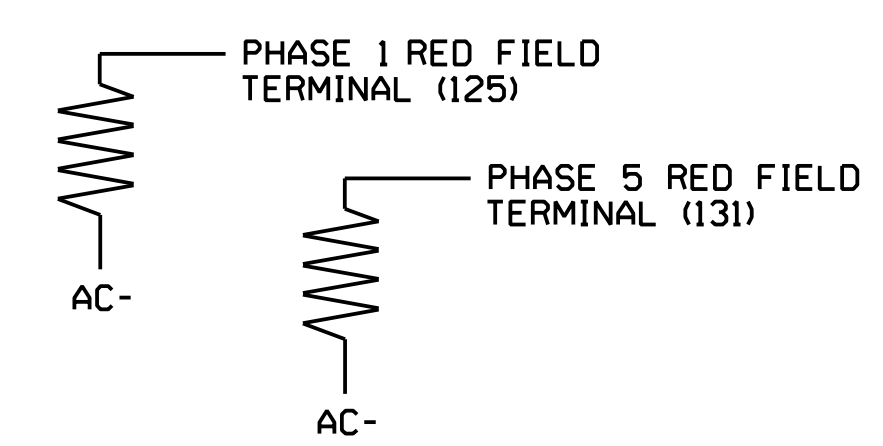 PHASE 1 RED FIELD
TERMINAL (125)
AC-
PHASE 5 RED FIELD
TERMINAL (131)
AC-